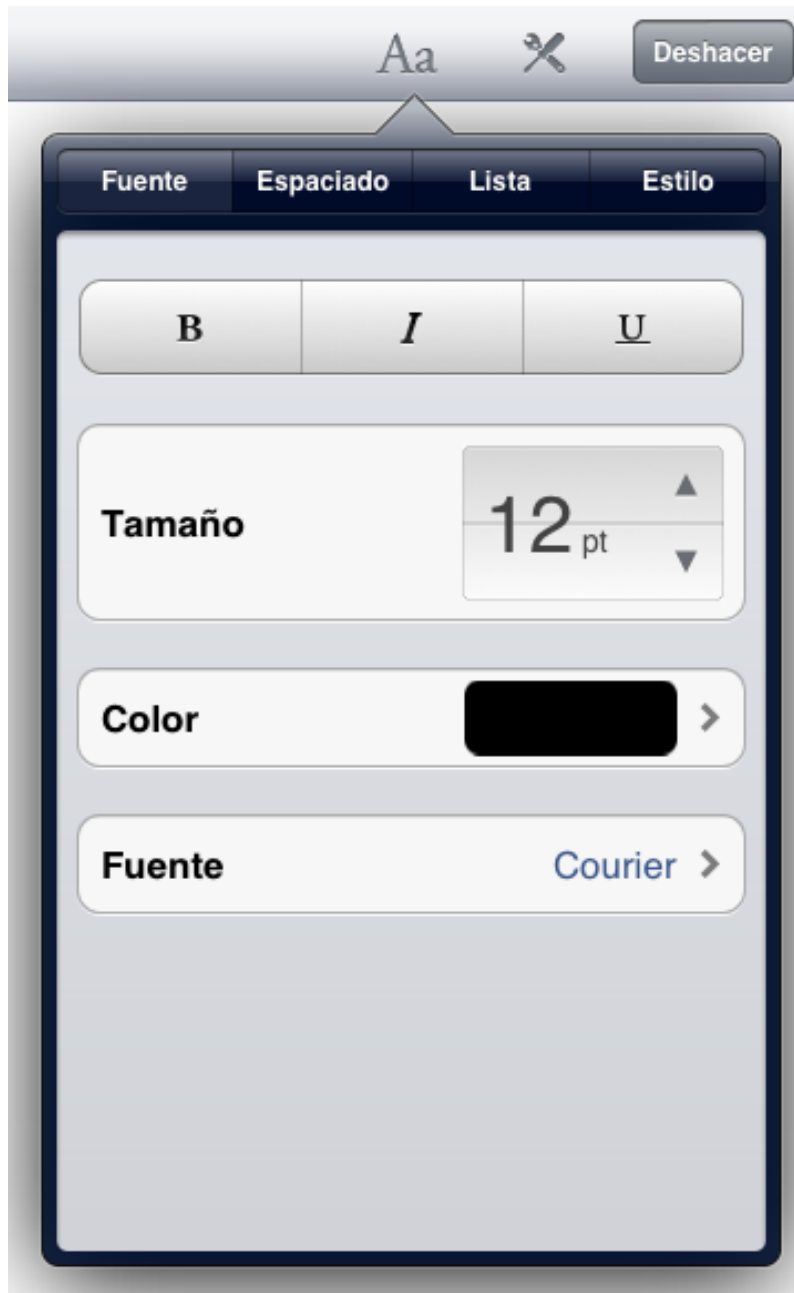 Aa Deshacer
Fuente Espaciado Lista Estilo
B I U
Tamaño 12 pt
Color
Fuente Courier